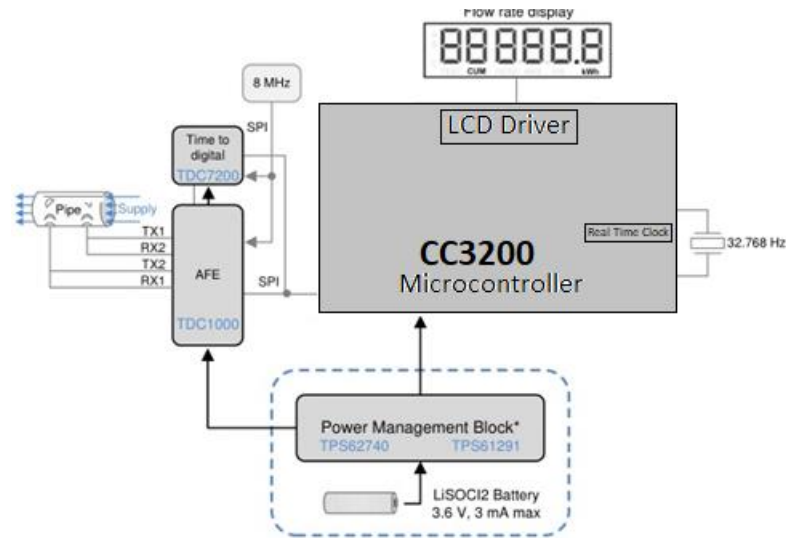 Flow rate display
88888.8
CUM
kWh
8 MHz
LCD Driver
SPI
Time to
digital
TDC7200
Pipe
Supply
TX1
RX2
TX2
RX1
AFE
TDC1000
SPI
Real Time Clock
CC3200
Microcontroller
32.768 Hz
Power Management Block*
TPS62740
TPS61291
LiSOCI2 Battery
3.6 V, 3 mA max